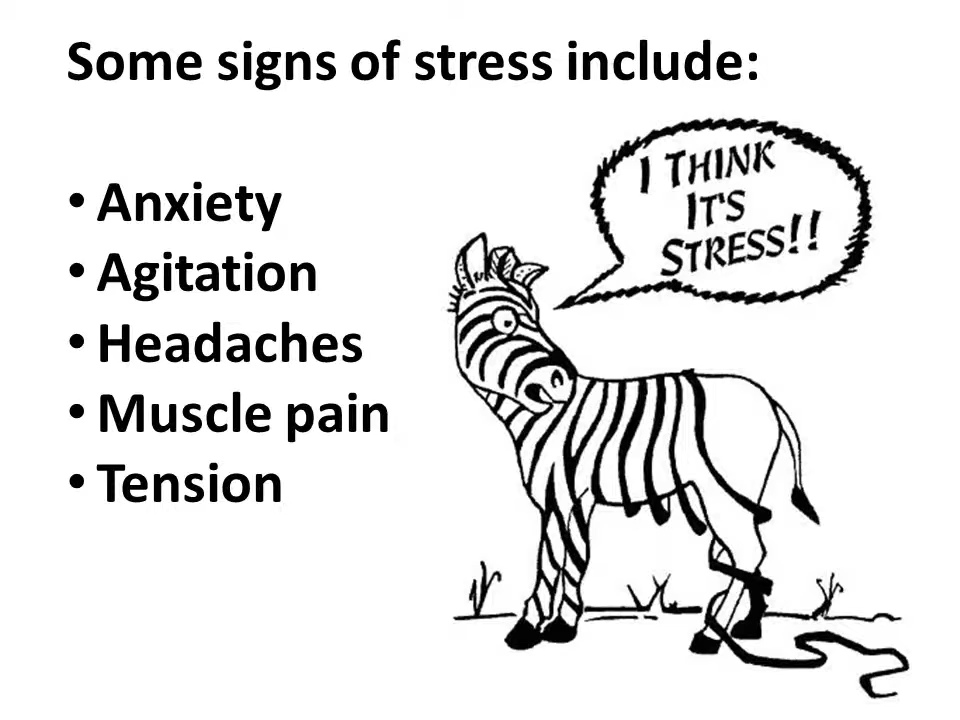 Some signs of stress include:
• Anxiety
• Agitation
• Headaches
• Muscle pain
• Tension
I THINK
IT'S
STRESS!!